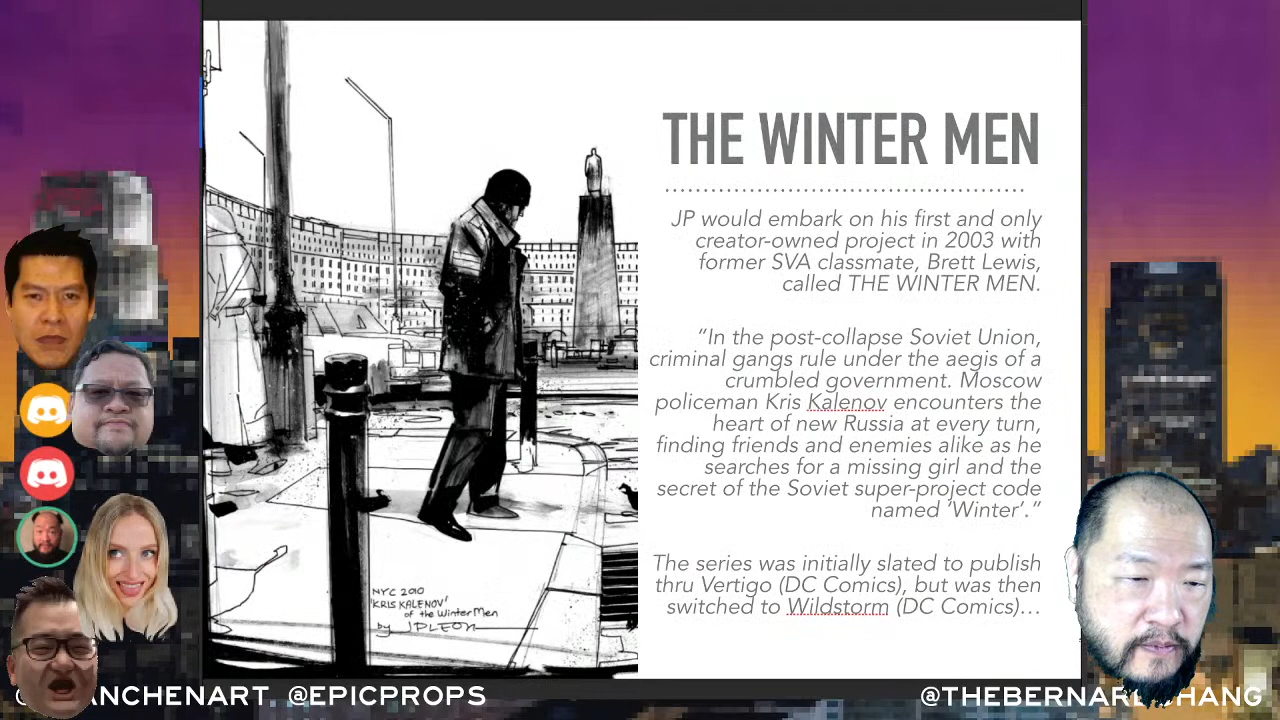 THE WINTER MEN
JP would embark on his first and only
creator-owned project in 2003 with
former SVA classmate, Brett Lewis,
called THE WINTER MEN.
“In the post-collapse Soviet Union,
criminal gangs rule under the aegis of a
crumbled government. Moscow
policeman Kris Kalenov encounters the
heart of new Russia at every turn,
finding friends and enemies alike as he
searches for a missing girl and the
secret of the Soviet super-project code
named ‘Winter’.”
The series was initially slated to publish
thru Vertigo (DC Comics), but was then
switched to Wildstorm (DC Comics)...
NYC 2010
'KRIS KALENOV'
of the Winter Men
by JPLEON
@EPICPROPS